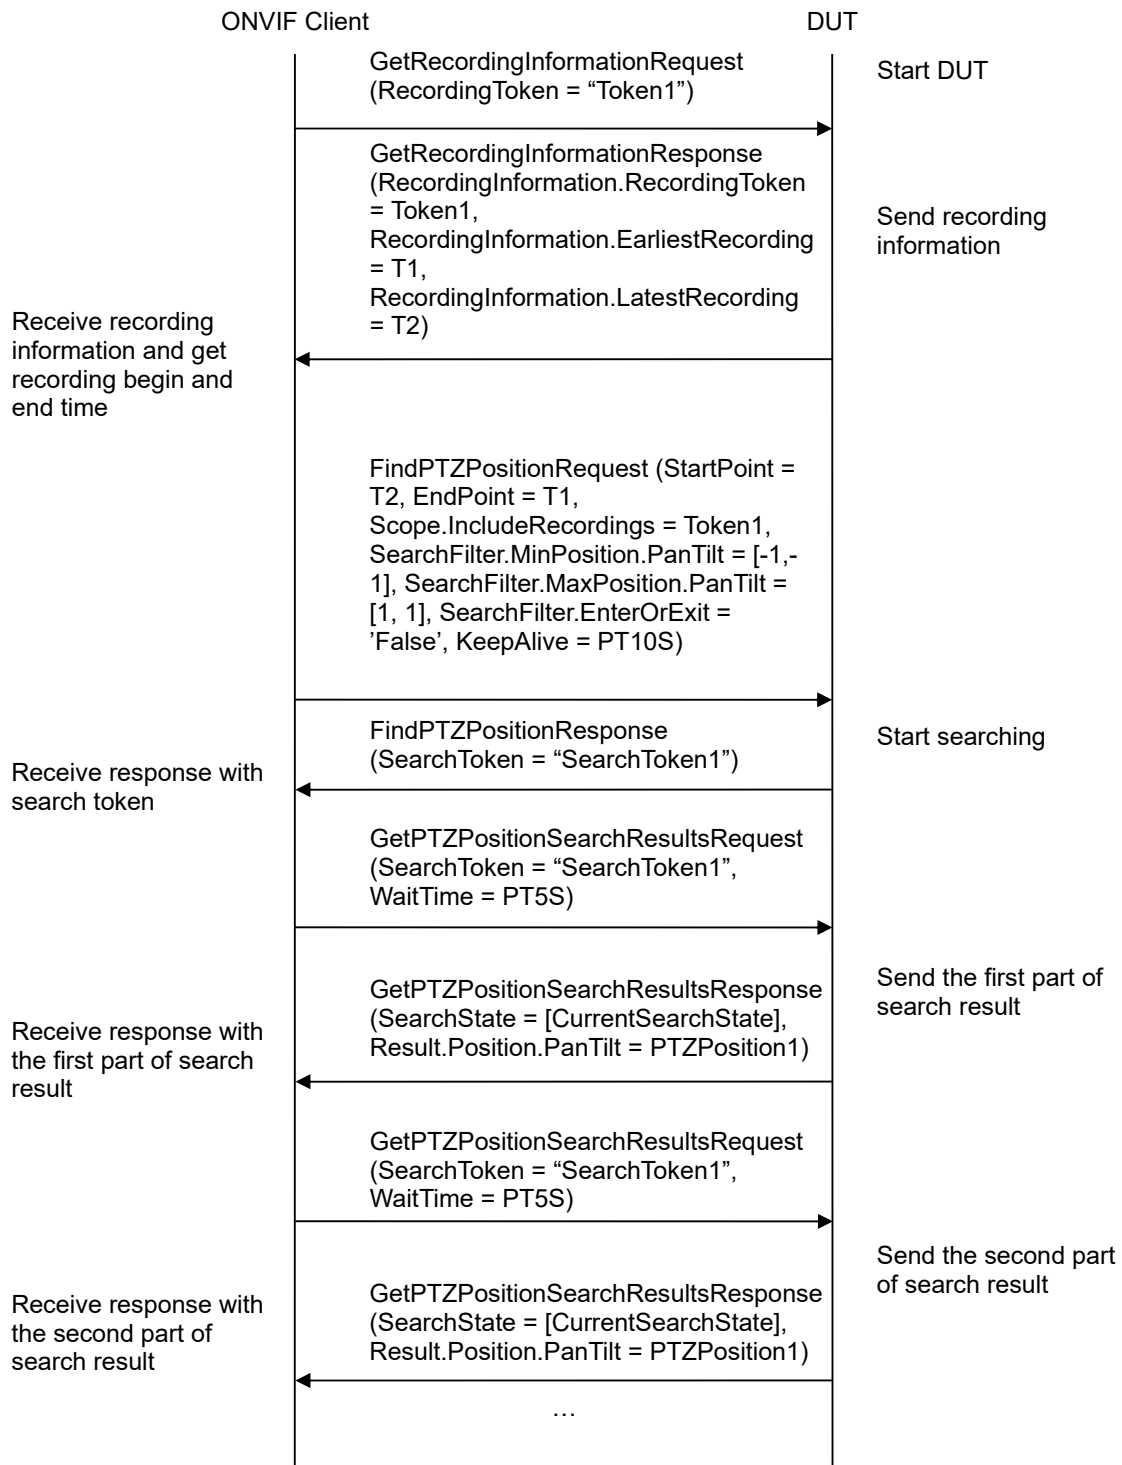 ONVIF Client
DUT
GetRecordingInformationRequest
(RecordingToken = “Token1”)
Start DUT
GetRecordingInformationResponse
(RecordingInformation.RecordingToken
= Token1,
RecordingInformation.EarliestRecording
= T1,
RecordingInformation.LatestRecording
= T2)
Send recording
information
Receive recording
information and get
recording begin and
end time
FindPTZPositionRequest (StartPoint =
T2, EndPoint = T1,
Scope.IncludeRecordings = Token1,
SearchFilter.MinPosition.PanTilt = [-1,-
1], SearchFilter.MaxPosition.PanTilt =
[1, 1], SearchFilter.EnterOrExit =
’False’, KeepAlive = PT10S)
FindPTZPositionResponse
(SearchToken = “SearchToken1”)
Start searching
Receive response with
search token
GetPTZPositionSearchResultsRequest
(SearchToken = “SearchToken1”,
WaitTime = PT5S)
Send the first part of
search result
GetPTZPositionSearchResultsResponse
(SearchState = [CurrentSearchState],
Result.Position.PanTilt = PTZPosition1)
Receive response with
the first part of search
result
GetPTZPositionSearchResultsRequest
(SearchToken = “SearchToken1”,
WaitTime = PT5S)
Send the second part
of search result
GetPTZPositionSearchResultsResponse
(SearchState = [CurrentSearchState],
Result.Position.PanTilt = PTZPosition1)
Receive response with
the second part of
search result
…